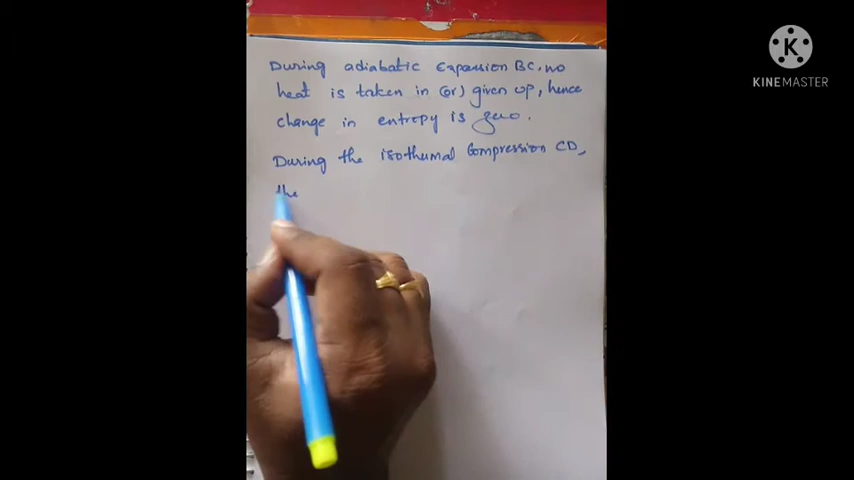 During adiabatic Expansion BC, no
heat is taken in (or) given up, hence
change in entropy is zero.
During the isothermal Compression CD,
the
K
KINEMASTER